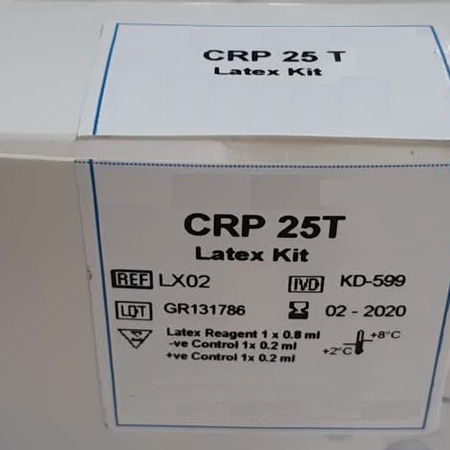 CRP 25 T
Latex Kit
CRP 25T
Latex Kit
REF LX02 IVD KD-599
LOT GR131786 02 - 2020
Latex Reagent 1 x 0.8 ml
-ve Control 1x 0.2 ml
+ve Control 1x 0.2 ml
+8°C
+2°C